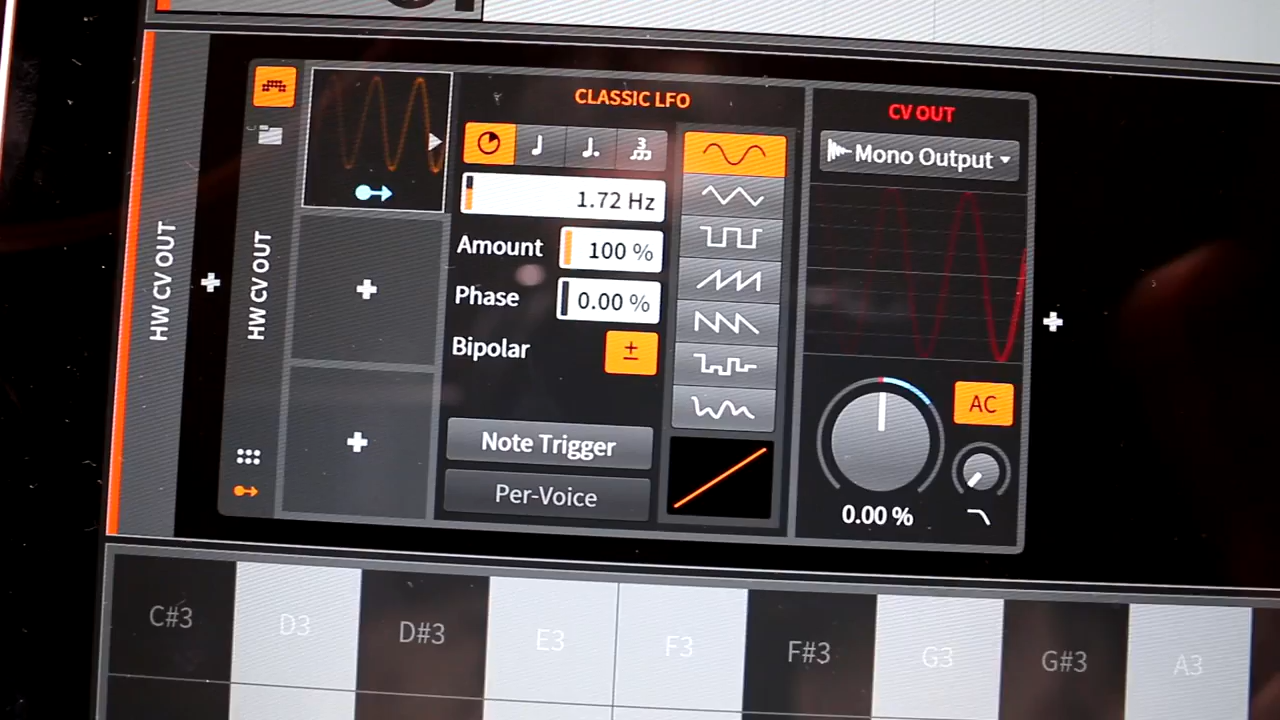 HW CV OUT
HW CV OUT
CLASSIC LFO
3
1.72 Hz
Amount 100 %
Phase 0.00 %
Bipolar ±
Note Trigger
Per-Voice
CV OUT
Mono Output
AC
0.00 %
C#3 D3 D#3 E3 F3 F#3 G3 G#3 A3